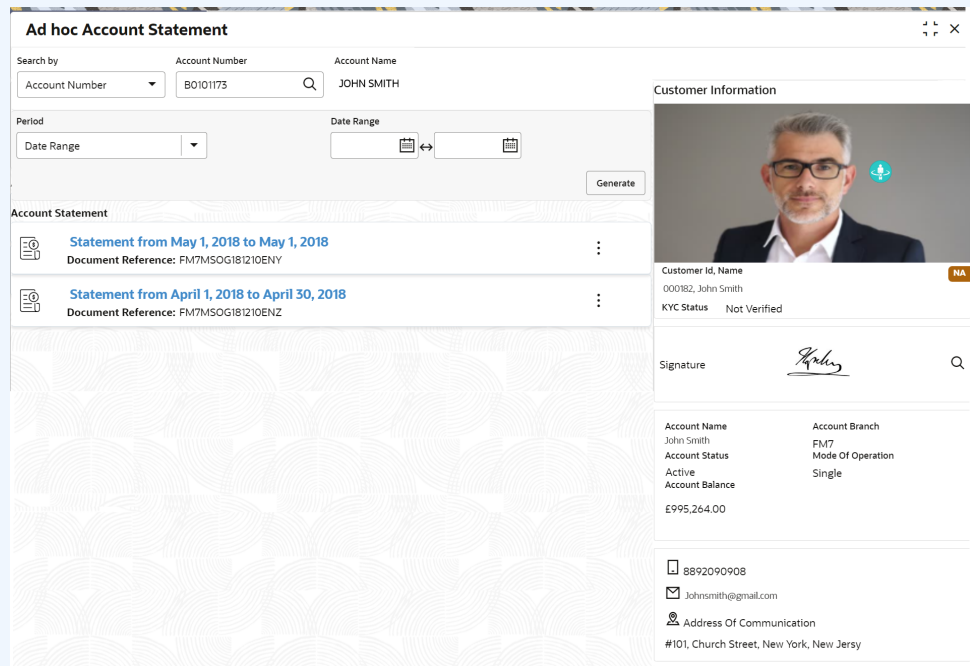 Ad hoc Account Statement
Search by
Account Number
Account Name
Account Number
B0101173
JOHN SMITH
Period
Date Range
Date Range
Generate
Account Statement
Statement from May 1, 2018 to May 1, 2018
Document Reference: FM7MSOG181210ENY
Statement from April 1, 2018 to April 30, 2018
Document Reference: FM7MSOG181210ENZ
Customer Information
Customer Id, Name
NA
000182, John Smith
KYC Status
Not Verified
Signature
Account Name
Account Branch
John Smith
FM7
Account Status
Mode Of Operation
Active
Single
Account Balance
£995,264.00
8892090908
Johnsmith@gmail.com
Address Of Communication
#101, Church Street, New York, New Jersy